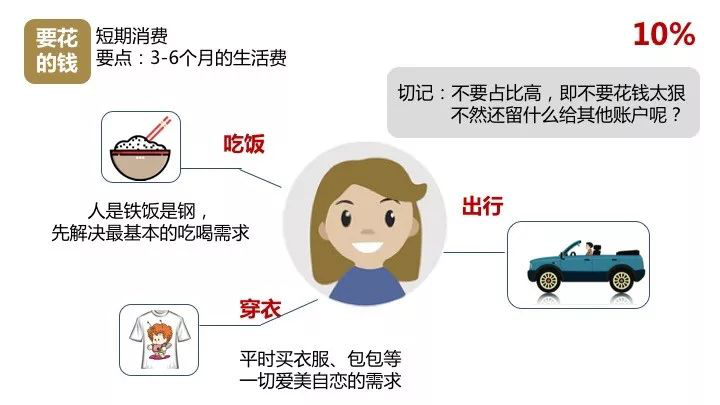 要花
的钱
短期消费
要点：3-6个月的生活费
10%
切记：不要占比高，即不要花钱太狠
不然还留什么给其他账户呢？
吃饭
人是铁饭是钢，
先解决最基本的吃喝需求
出行
穿衣
平时买衣服、包包等
一切爱美自恋的需求